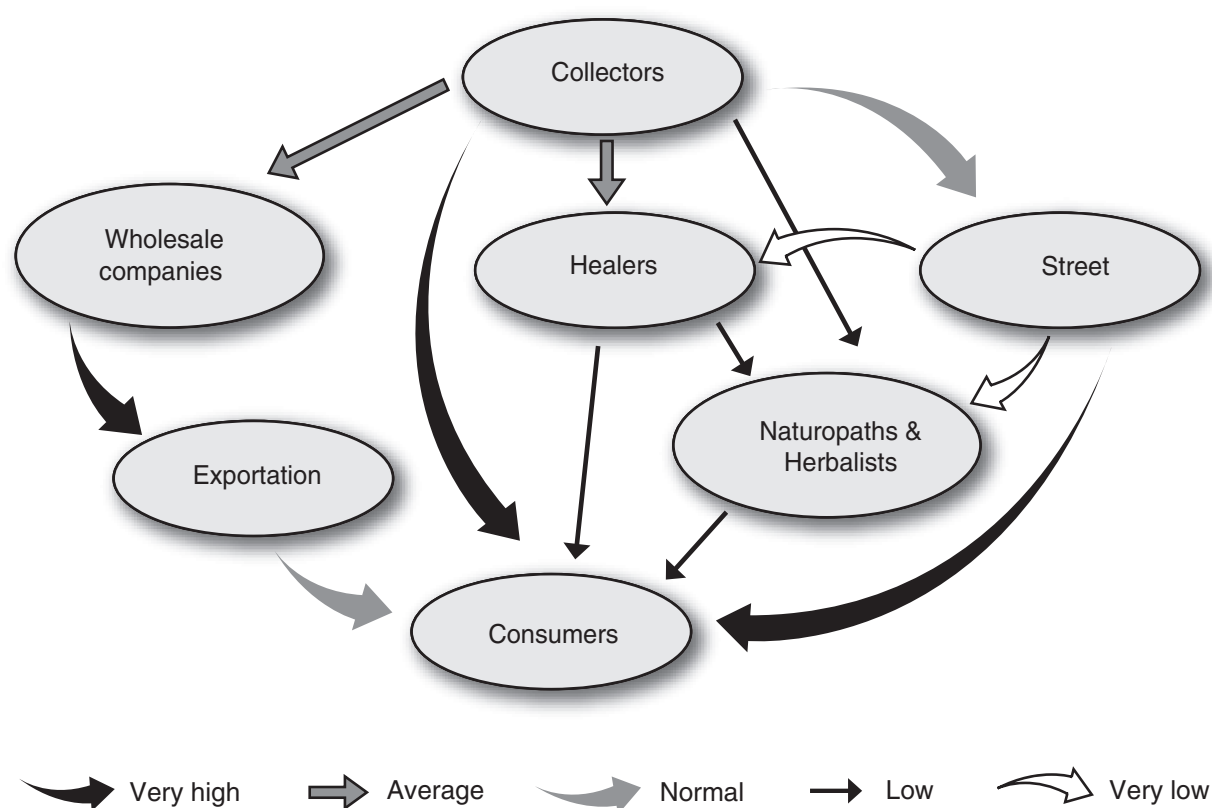 Collectors
Wholesale
companies
Healers
Street
Naturopaths &
Herbalists
Exportation
Consumers
Very high
Average
Normal
Low
Very low